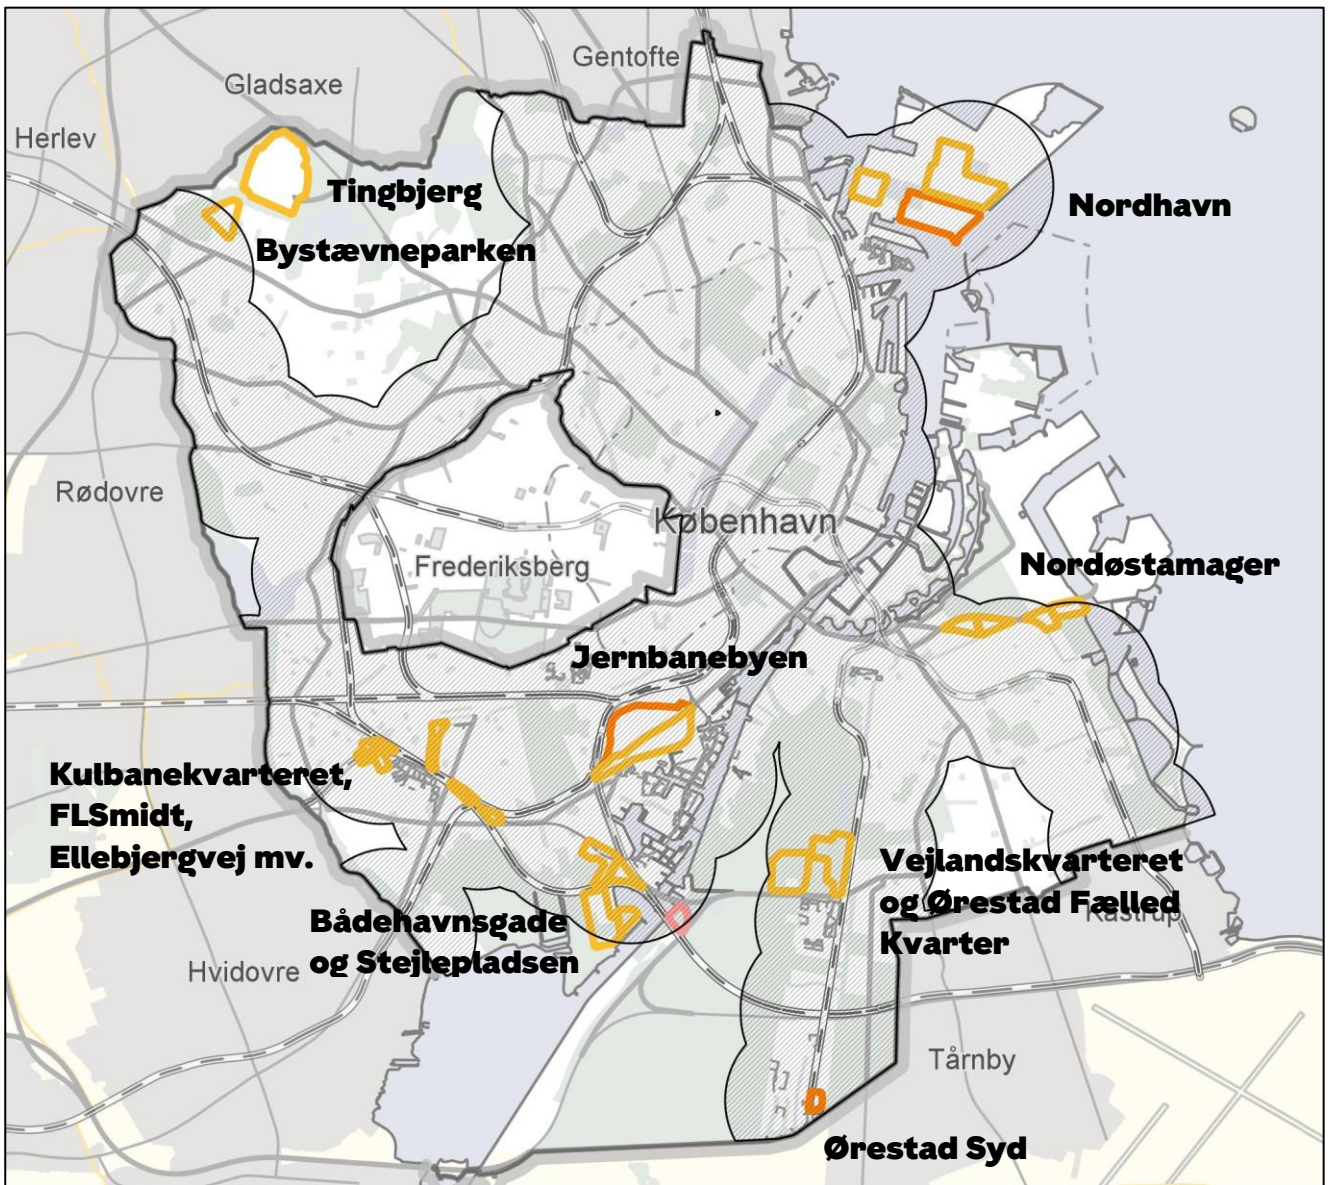 Gentofte
Gladsaxe
Herlev
Tingbjerg
Nordhavn
Bystævneparken
Rødovre
København
Frederiksberg
Nordøstamager
Jernbanebyen
Kulbanekvarteret,
FLSmidt,
Ellebjergvej mv.
Vejlandskvarteret
og Ørestad Fælled
Kvarter
Kastrup
Bådehavnsgade
og Stejlepladsen
Hvidovre
Tårnby
Ørestad Syd